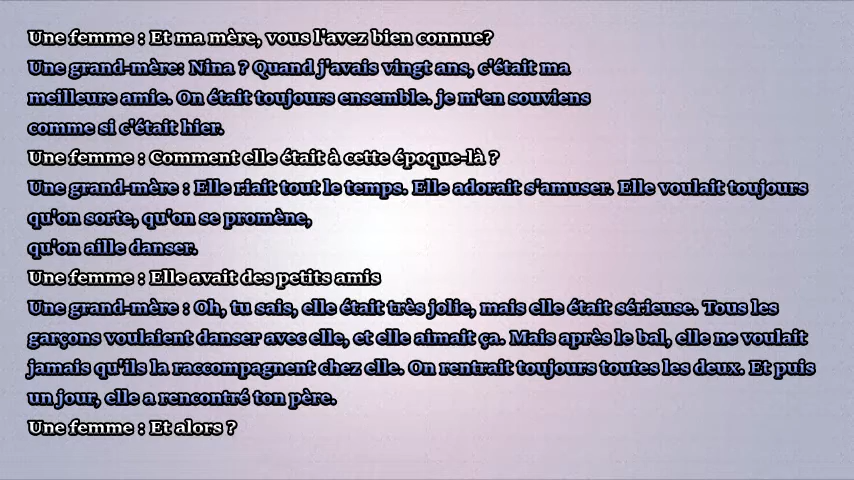 Une femme : Et ma mère, vous l'avez bien connue?
Une grand-mère: Nina ? Quand j'avais vingt ans, c'était ma
meilleure amie. On était toujours ensemble. je m'en souviens
comme si c'était hier.
Une femme : Comment elle était à cette époque-là ?
Une grand-mère : Elle riait tout le temps. Elle adorait s'amuser. Elle voulait toujours
qu'on sorte, qu'on se promène,
qu'on aille danser.
Une femme : Elle avait des petits amis
Une grand-mère : Oh, tu sais, elle était très jolie, mais elle était sérieuse. Tous les
garçons voulaient danser avec elle, et elle aimait ça. Mais après le bal, elle ne voulait
jamais qu'ils la raccompagnent chez elle. On rentrait toujours toutes les deux. Et puis
un jour, elle a rencontré ton père.
Une femme : Et alors ?